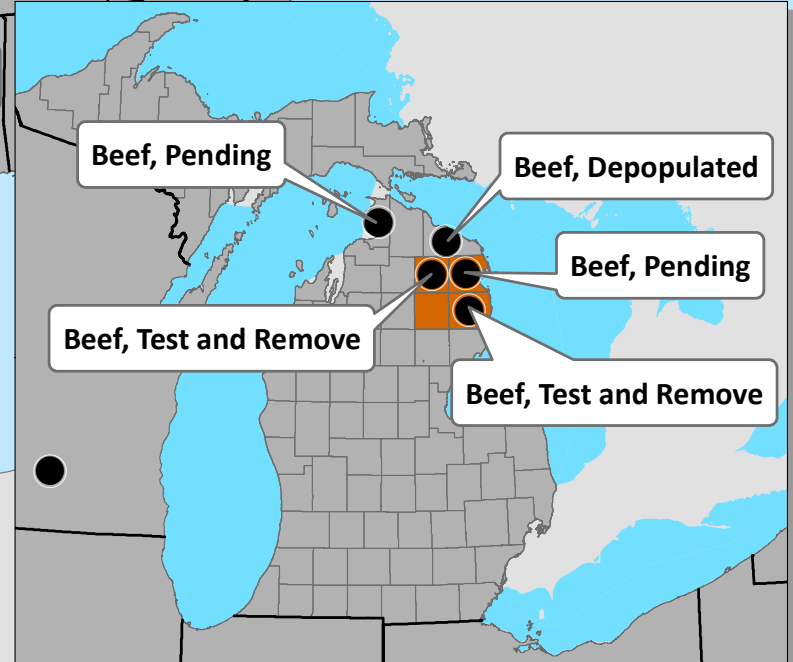 Beef, Pending
Beef, Depopulated
Beef, Pending
Beef, Test and Remove
Beef, Test and Remove